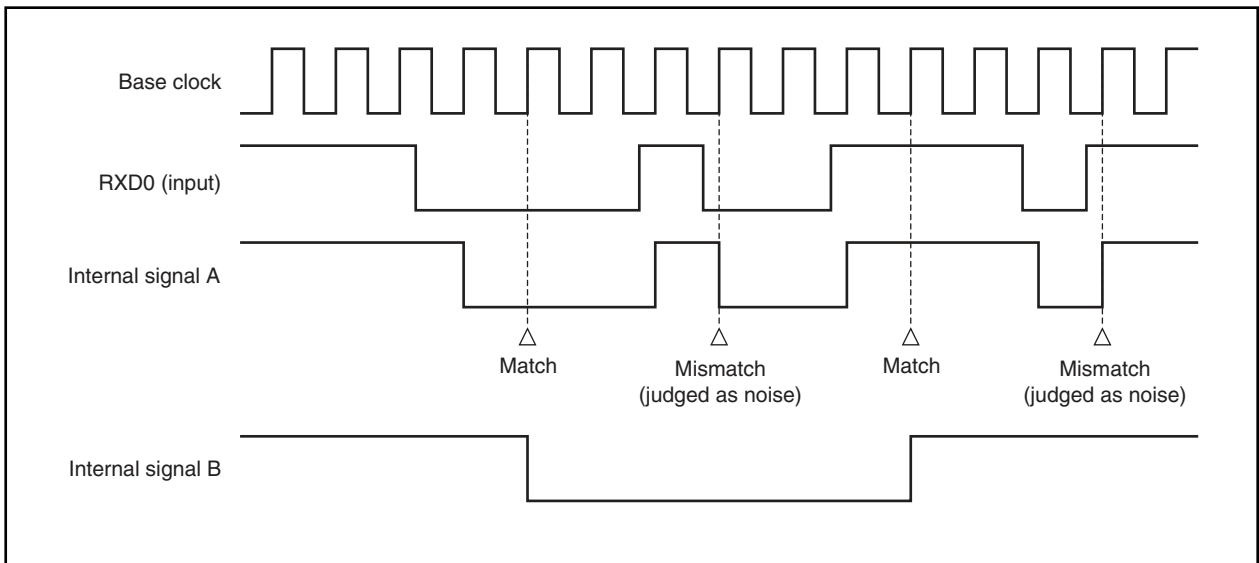 Base clock
RXD0 (input)
Internal signal A
Match
Mismatch
(judged as noise)
Match
Mismatch
(judged as noise)
Internal signal B